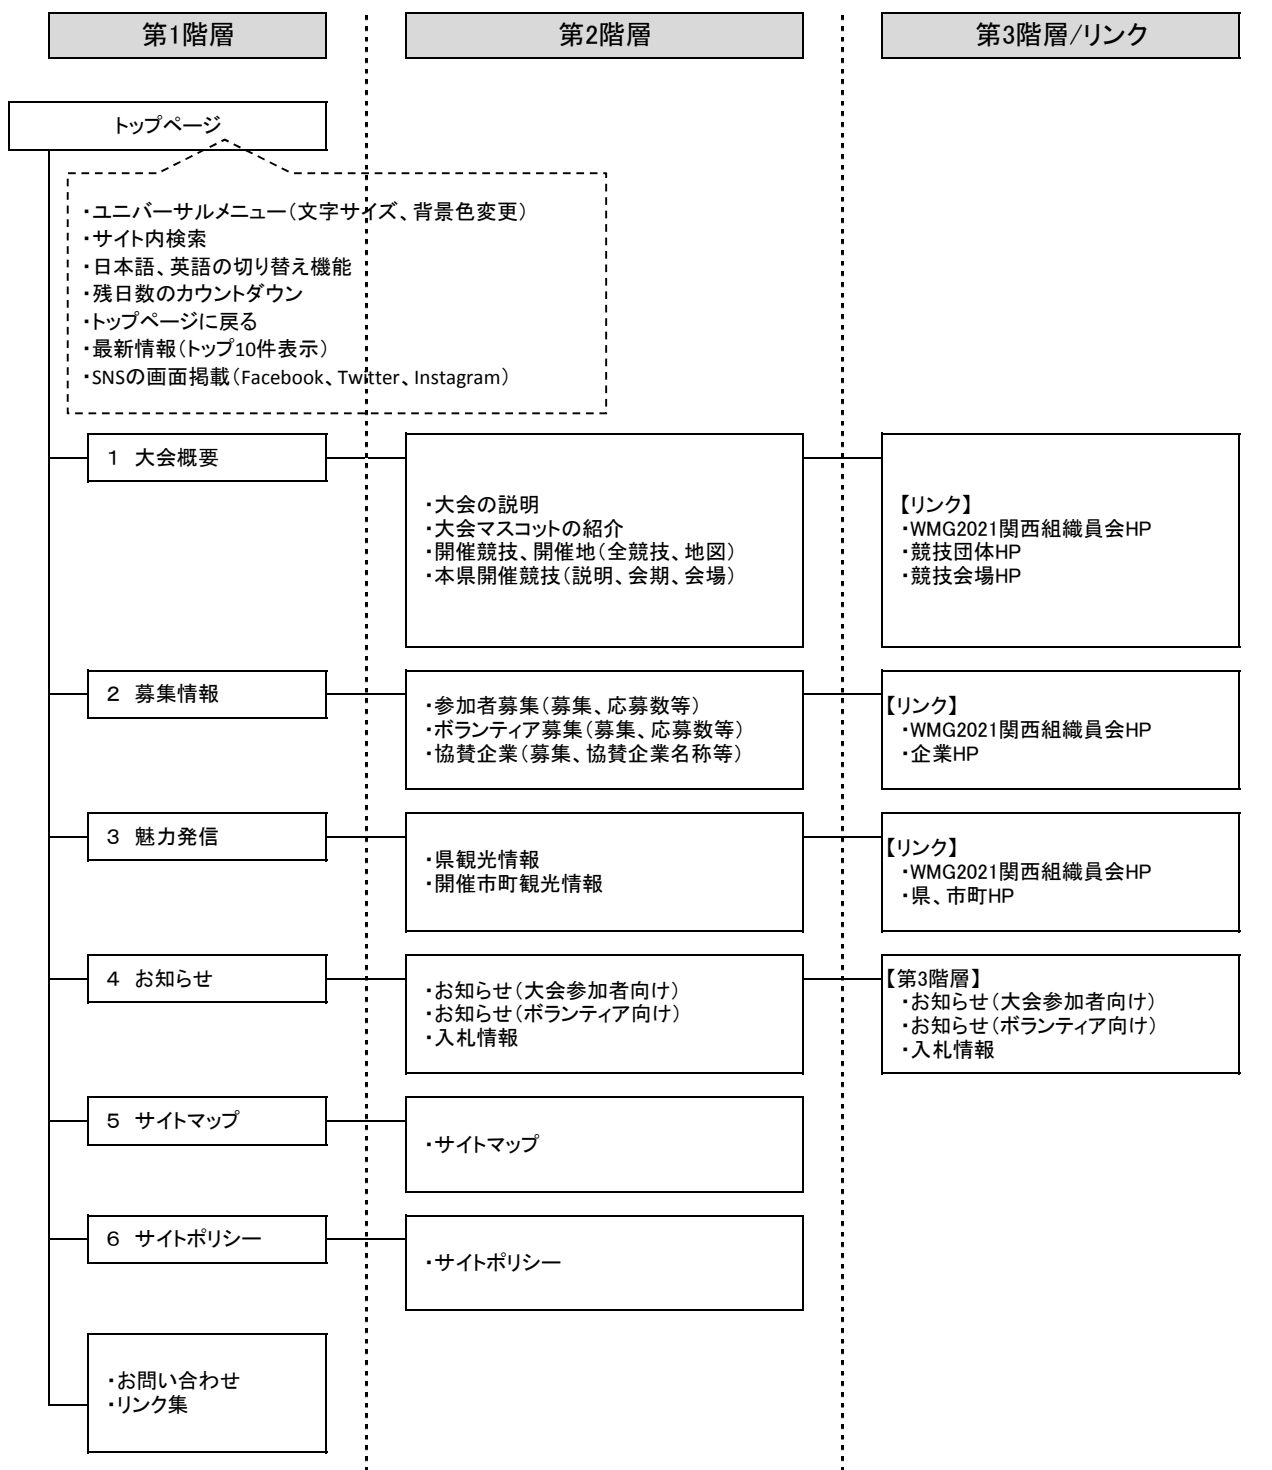 第1階層
第2階層
第3階層/リンク
トップページ
・ユニバーサルメニュー（文字サイズ、背景色変更）
・サイト内検索
・日本語、英語の切り替え機能
・残日数のカウントダウン
・トップページに戻る
・最新情報（トップ10件表示）
・SNSの画面掲載（Facebook、Twitter、Instagram）
１　大会概要
・大会の説明
・大会マスコットの紹介
・開催競技、開催地（全競技、地図）
・本県開催競技（説明、会期、会場）
【リンク】
・WMG2021関西組織員会HP
・競技団体HP
・競技会場HP
２　募集情報
・参加者募集（募集、応募数等）
・ボランティア募集（募集、応募数等）
・協賛企業（募集、協賛企業名称等）
【リンク】
・WMG2021関西組織員会HP
・企業HP
３　魅力発信
・県観光情報
・開催市町観光情報
【リンク】
・WMG2021関西組織員会HP
・県、市町HP
４　お知らせ
・お知らせ（大会参加者向け）
・お知らせ（ボランティア向け）
・入札情報
【第3階層】
・お知らせ（大会参加者向け）
・お知らせ（ボランティア向け）
・入札情報
５　サイトマップ
・サイトマップ
６　サイトポリシー
・サイトポリシー
・お問い合わせ
・リンク集